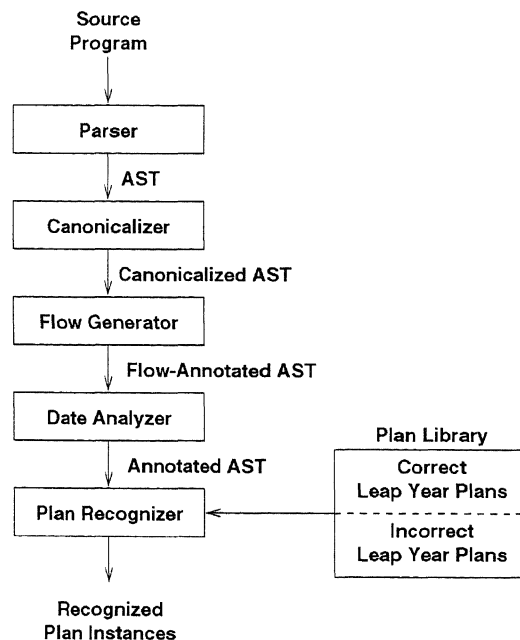 Source
Program
Parser
AST
Canonicalizer
Canonicalized AST
Flow Generator
Flow-Annotated AST
Date Analyzer
Annotated AST
Plan Recognizer
Recognized
Plan Instances
Plan Library
Correct
Leap Year Plans
Incorrect
Leap Year Plans